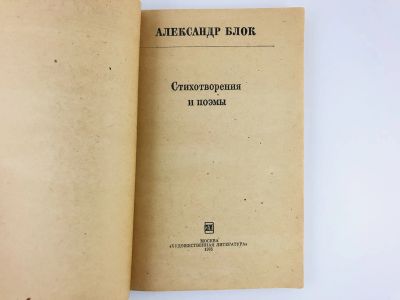 АЛЕКСАНДР БЛОК
Стихотворения
и поэмы
МОСКВА
«ХУДОЖЕСТВЕННАЯ ЛИТЕРАТУРА»